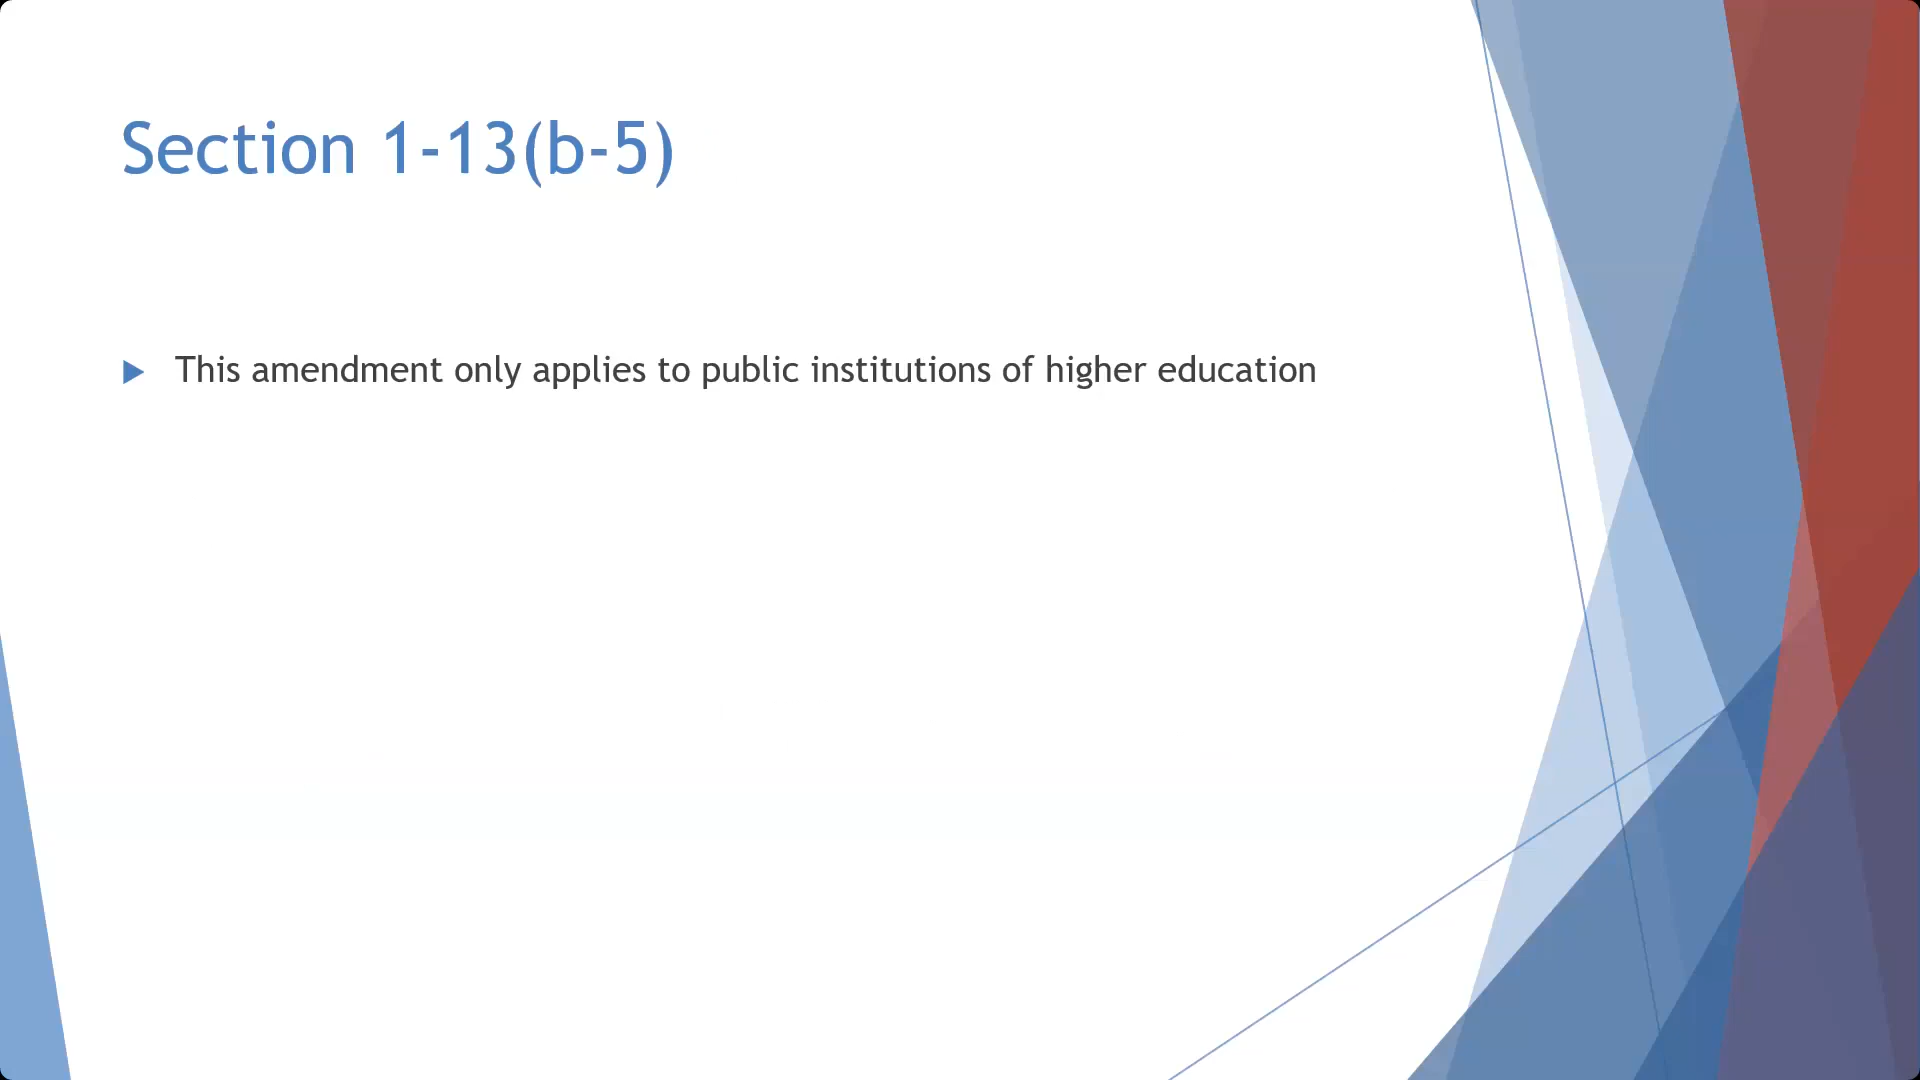 Section 1-13(b-5)
This amendment only applies to public institutions of higher education